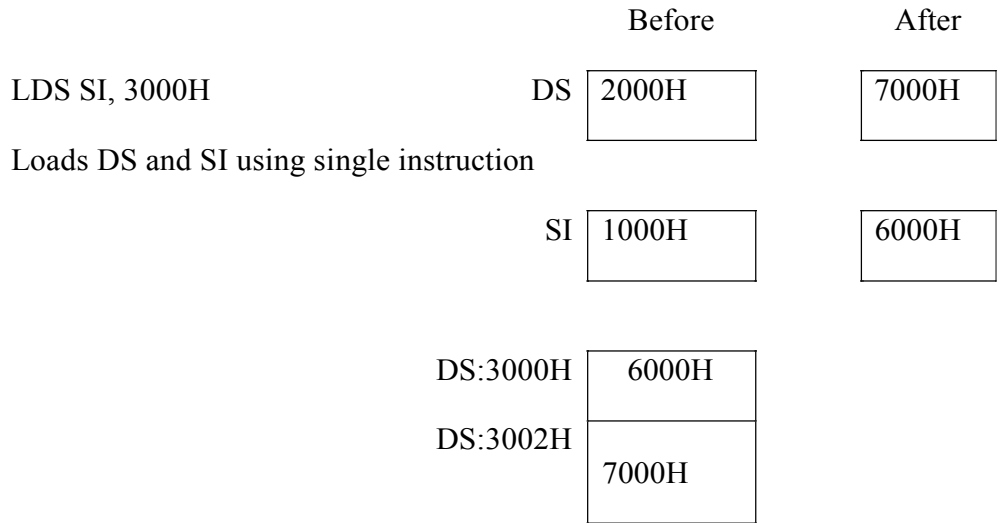 Before After
LDS SI, 3000H DS 2000H 7000H
Loads DS and SI using single instruction
SI 1000H 6000H
DS:3000H 6000H
DS:3002H
7000H